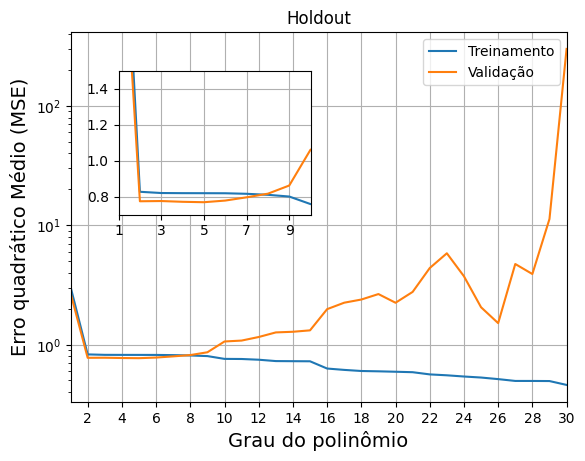 Holdout
Treinamento
Validação
Erro quadrático Médio (MSE)
10²
10¹
10⁰
1.4
1.2
1.0
0.8
1 3 5 7 9
2 4 6 8 10 12 14 16 18 20 22 24 26 28 30
Grau do polinômio